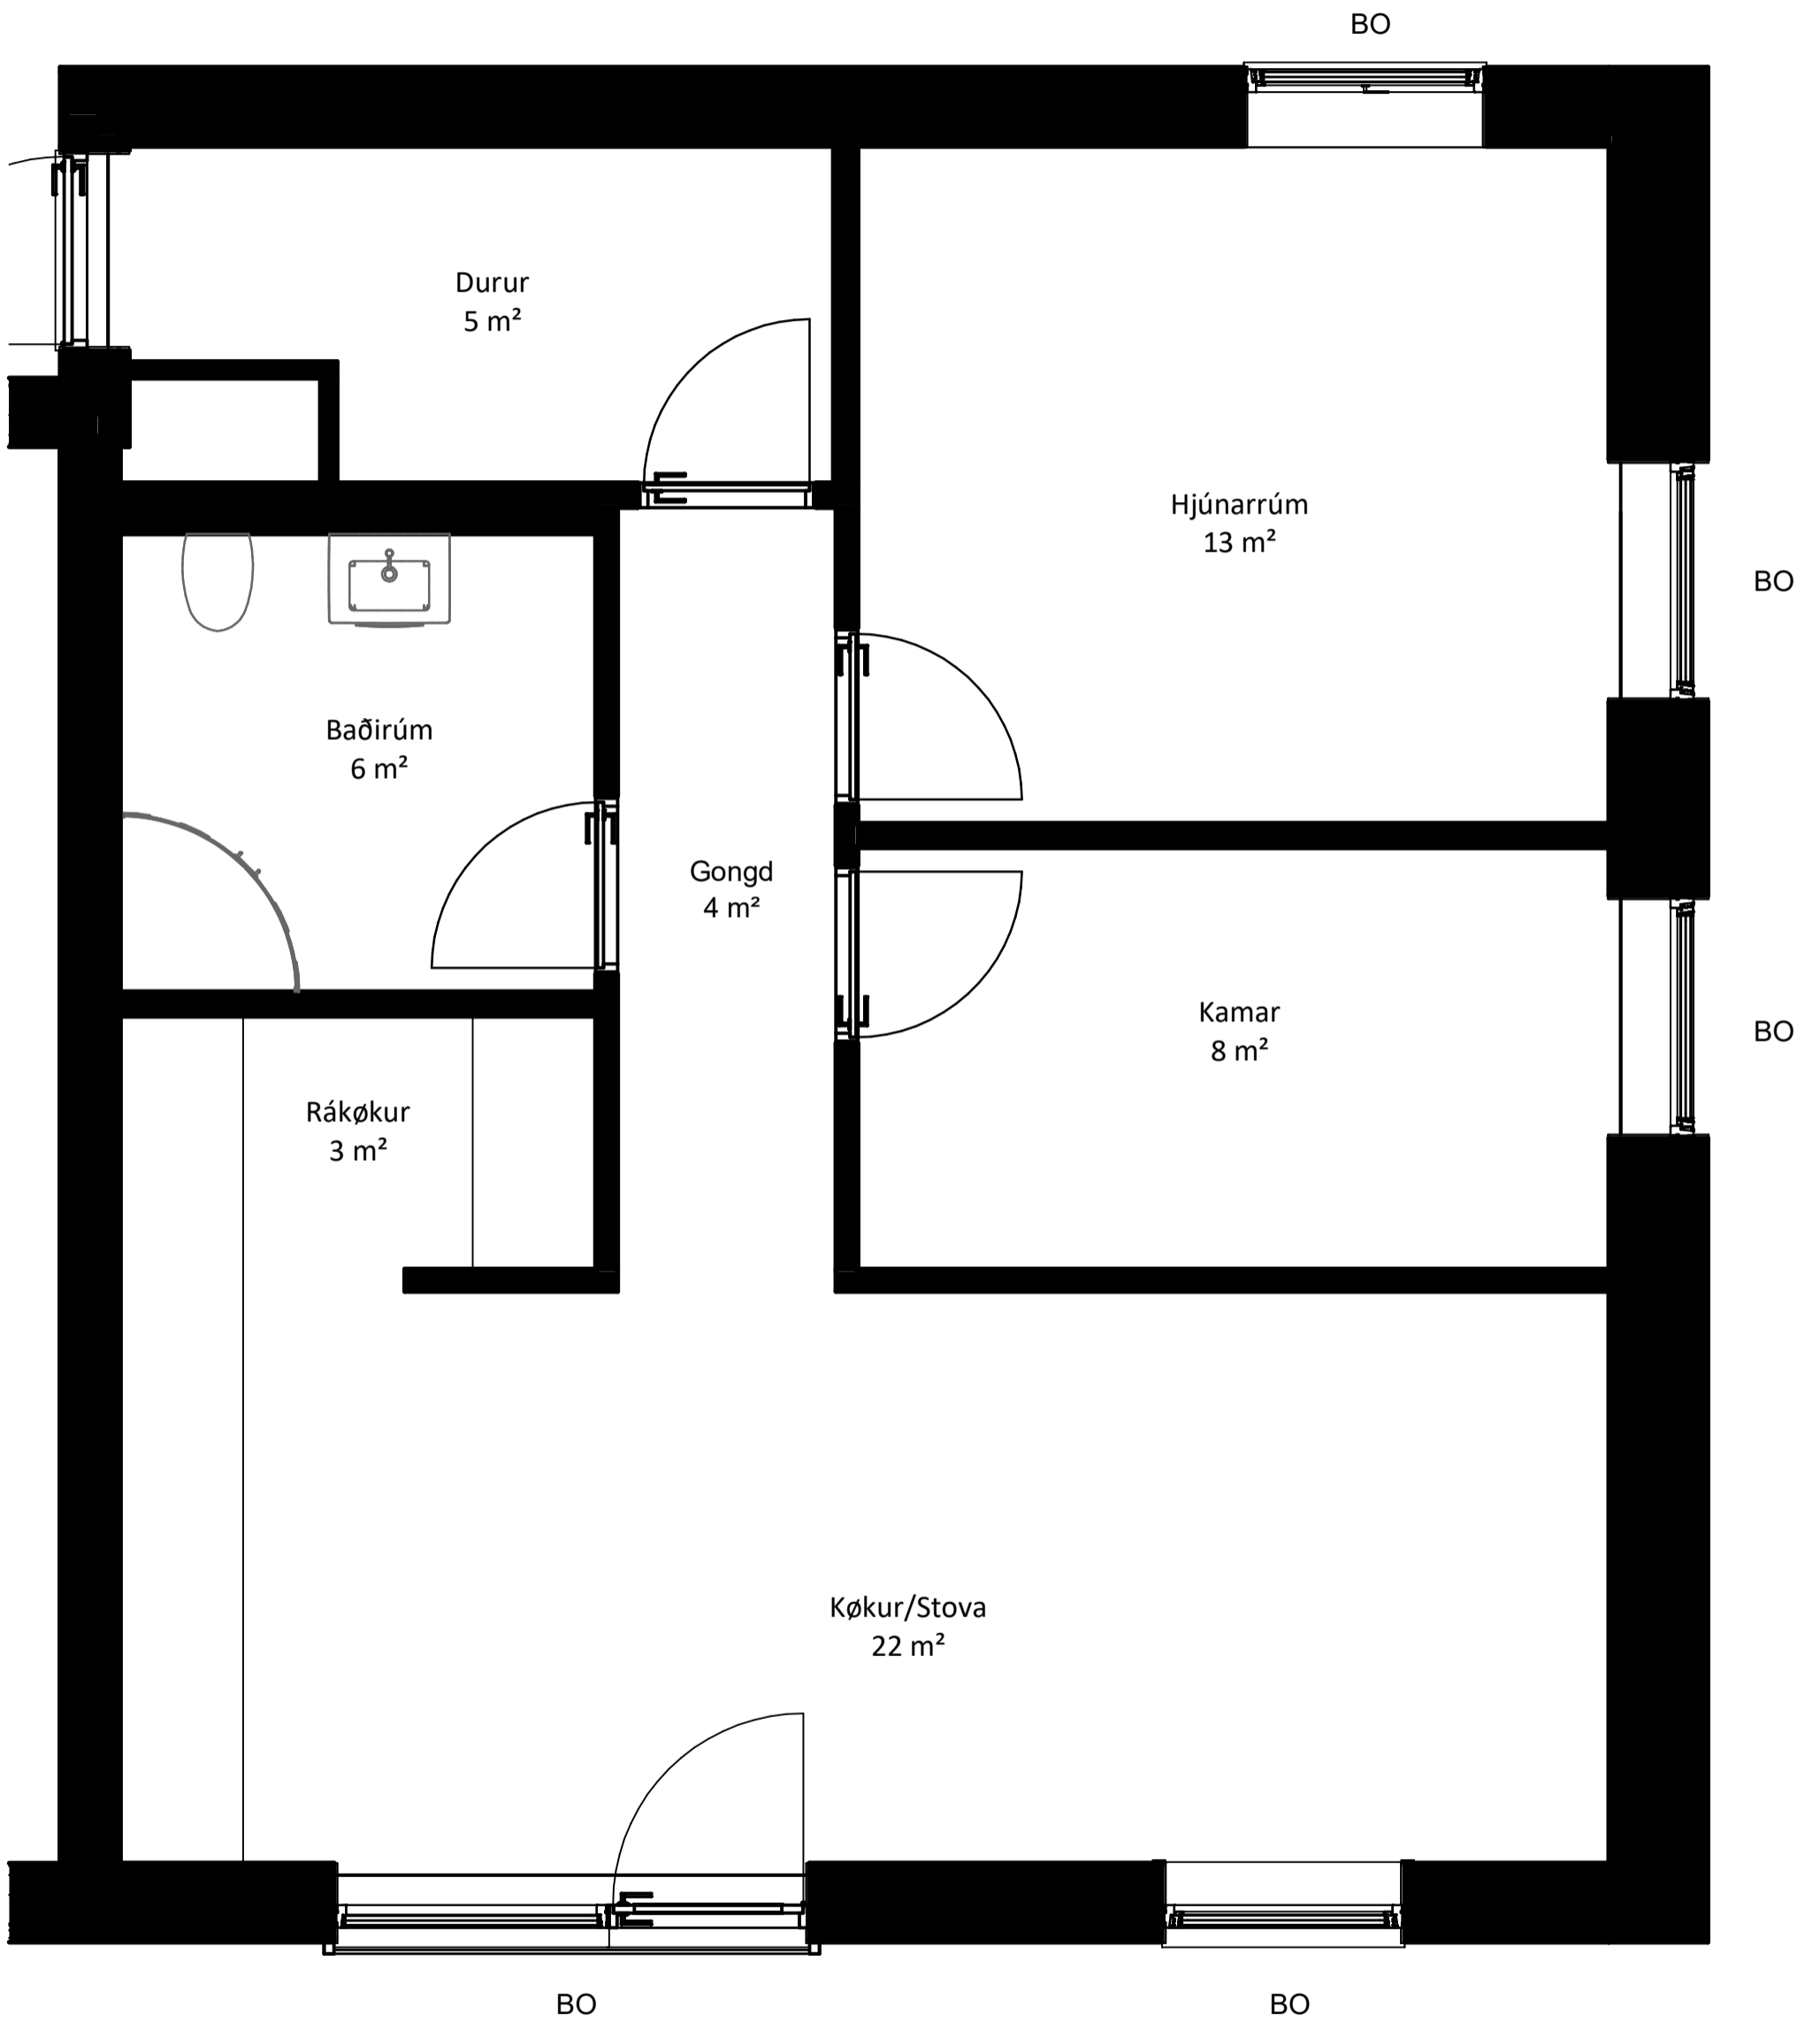 BO
Durur
5 m²
Hjúnarrúm
13 m²
BO
Baðirúm
6 m²
Gongd
4 m²
Kamar
8 m²
BO
Rákøkur
3 m²
Køkur/Stova
22 m²
BO
BO